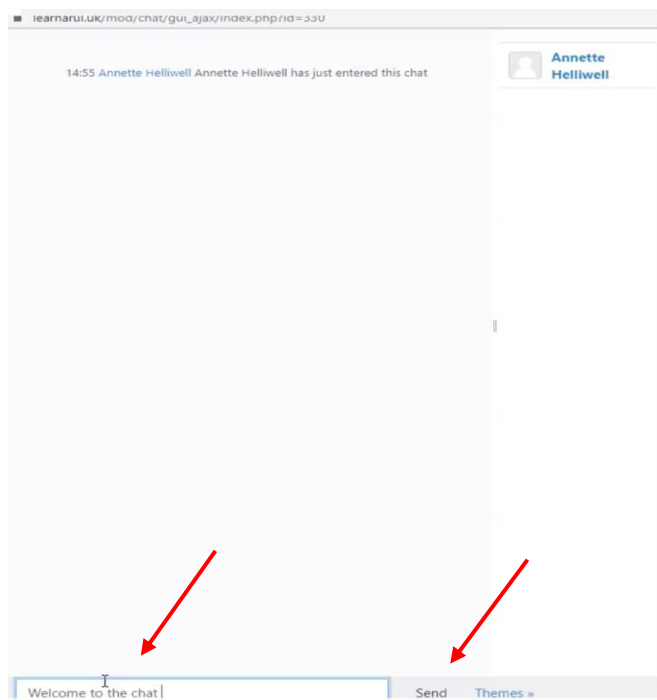 learnarul.uk/mod/chat/gui_ajax/index.php?id=330
14:55 Annette Helliwell Annette Helliwell has just entered this chat
Annette
Helliwell
Welcome to the chat
Send Themes »